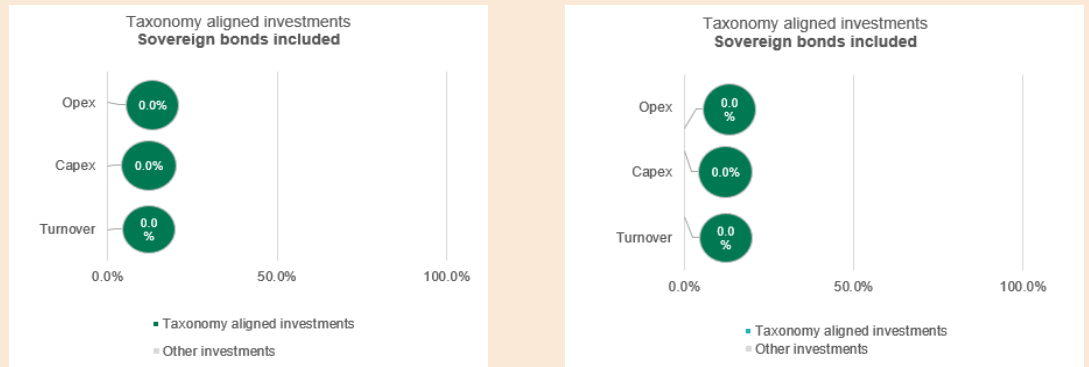 Taxonomy aligned investments
Sovereign bonds included
Opex
0.0%
Capex
0.0%
Turnover
0.0
%
0.0%
50.0%
100.0%
Taxonomy aligned investments
Other investments
Taxonomy aligned investments
Sovereign bonds included
Opex
0.0
%
Capex
0.0%
Turnover
0.0
%
0.0%
50.0%
100.0%
Taxonomy aligned investments
Other investments